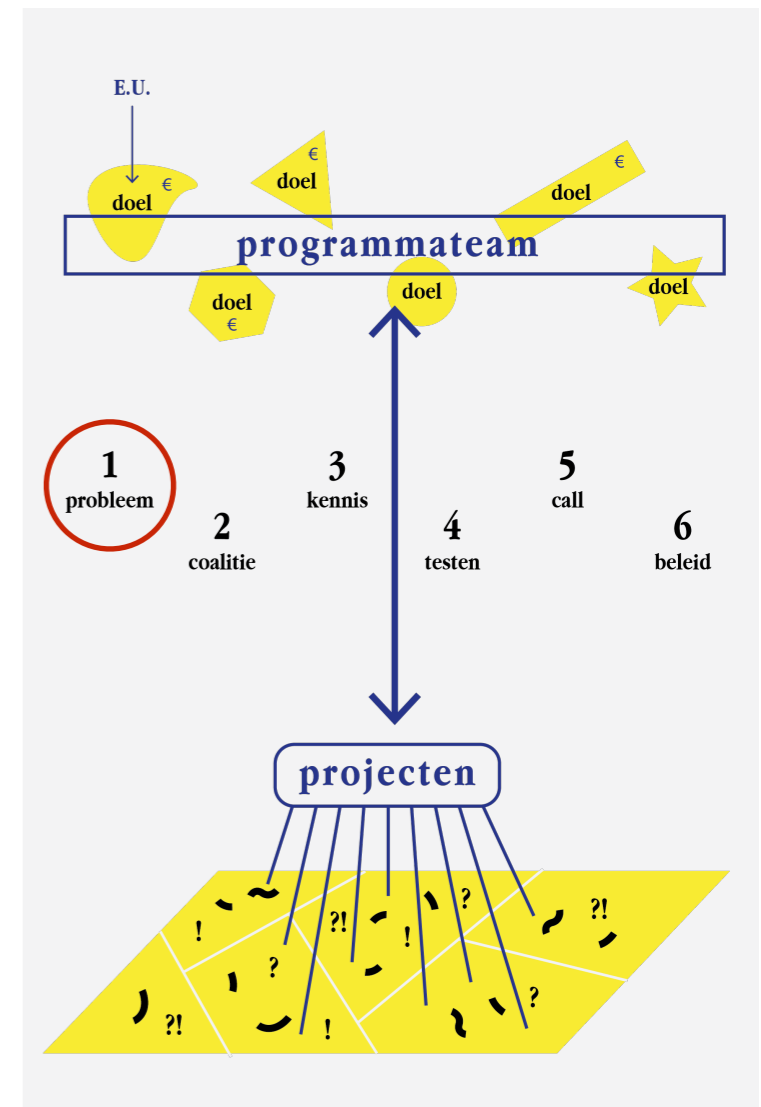 E.U.
doel €
€
doel
€
doel
programmateam
doel
€
doel
doel
1
probleem
2
coalitie
3
kennis
4
testen
5
call
6
beleid
projecten
!
?!
?
!
?
?!
?!
!
?